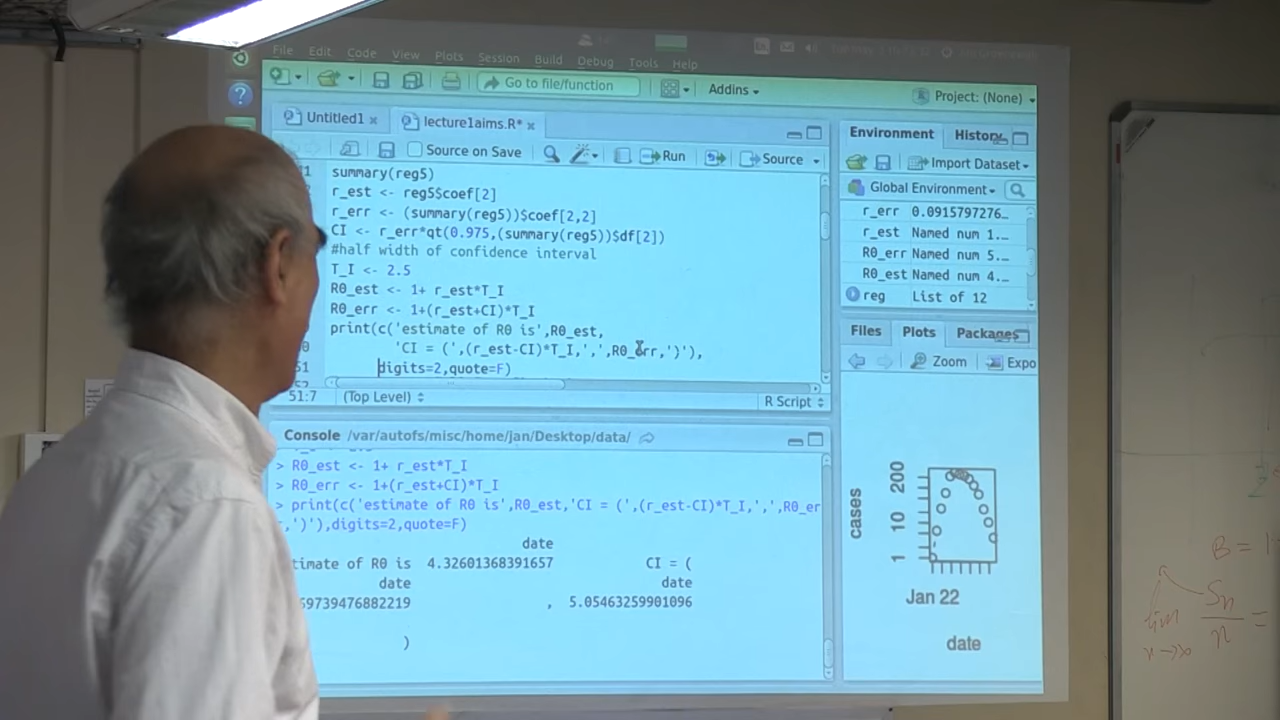 File Edit Code View Plots Session Build Debug Tools Help
Go to file/function Addins Project: (None)
Untitled1 lecture1aims.R*
Source on Save Run Source
summary(reg5)
r_est <- reg5$coef[2]
r_err <- (summary(reg5))$coef[2,2]
CI <- r_err*qt(0.975,(summary(reg5))$df[2])
#half width of confidence interval
T_I <- 2.5
R0_est <- 1+ r_est*T_I
R0_err <- 1+(r_est+CI)*T_I
print(c('estimate of R0 is',R0_est,
'CI = (',(r_est-CI)*T_I,',',R0_err,')'),
digits=2,quote=F)
51:7 (Top Level) R Script
Console /var/autofs/misc/home/jan/Desktop/data/
> R0_est <- 1+ r_est*T_I
> R0_err <- 1+(r_est+CI)*T_I
> print(c('estimate of R0 is',R0_est,'CI = (',(r_est-CI)*T_I,',',R0_er
,')'),digits=2,quote=F)
date
timate of R0 is 4.32601368391657 CI = (
date date
69739476882219 , 5.05463259901096
)
Environment History
Import Dataset
Global Environment
r_err 0.0915797276…
r_est Named num 1.…
R0_err Named num 5.…
R0_est Named num 4.…
reg List of 12
Files Plots Packages
Zoom Expo
200
10
1
cases
Jan 22
date
B = 1
lim Sn
n =
n→∞